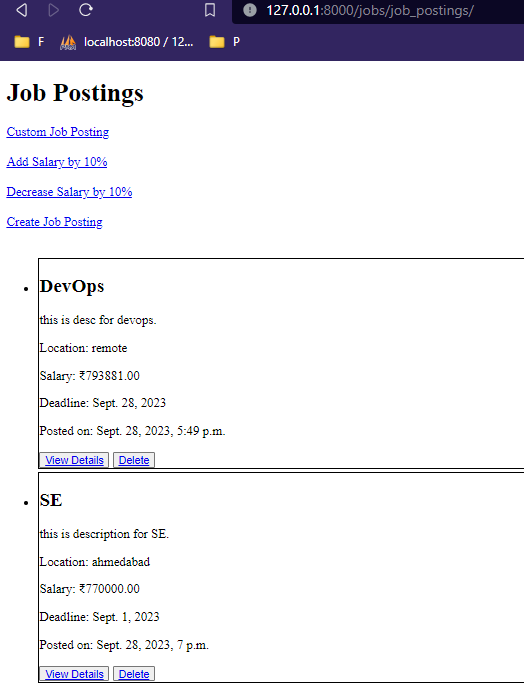 127.0.0.1:8000/jobs/job_postings/
F localhost:8080 / 12... P
Job Postings
Custom Job Posting
Add Salary by 10%
Decrease Salary by 10%
Create Job Posting
DevOps
this is desc for devops.
Location: remote
Salary: ₹793881.00
Deadline: Sept. 28, 2023
Posted on: Sept. 28, 2023, 5:49 p.m.
View Details Delete
SE
this is description for SE.
Location: ahmedabad
Salary: ₹770000.00
Deadline: Sept. 1, 2023
Posted on: Sept. 28, 2023, 7 p.m.
View Details Delete